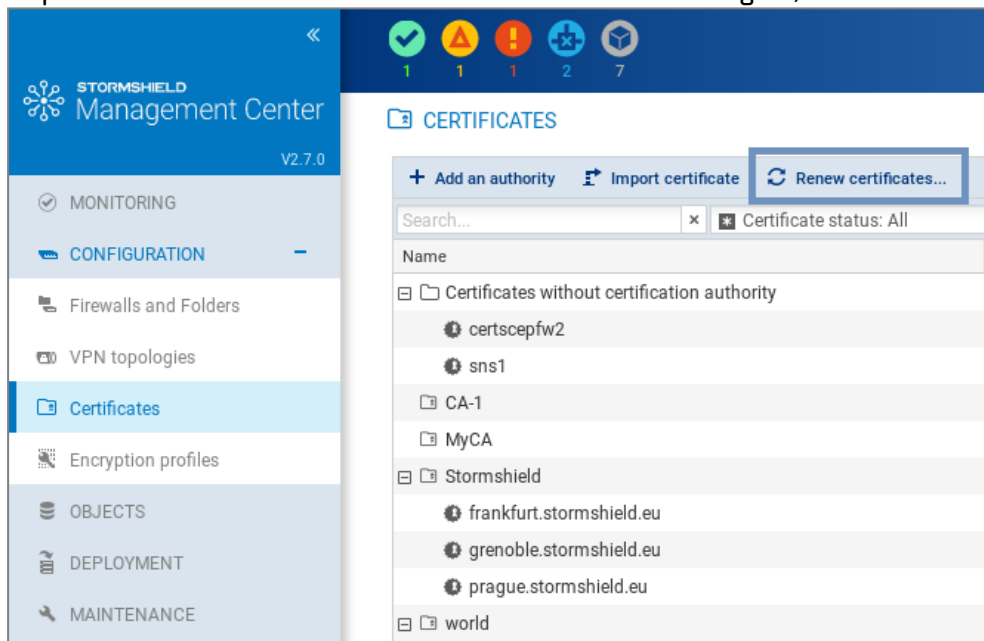 «
1 1 1 2 7
STORMSHIELD
Management Center
V2.7.0
MONITORING
CONFIGURATION
Firewalls and Folders
VPN topologies
Certificates
Encryption profiles
OBJECTS
DEPLOYMENT
MAINTENANCE
CERTIFICATES
+ Add an authority Import certificate Renew certificates...
Search... × Certificate status: All
Name
Certificates without certification authority
certscepfw2
sns1
CA-1
MyCA
Stormshield
frankfurt.stormshield.eu
grenoble.stormshield.eu
prague.stormshield.eu
world